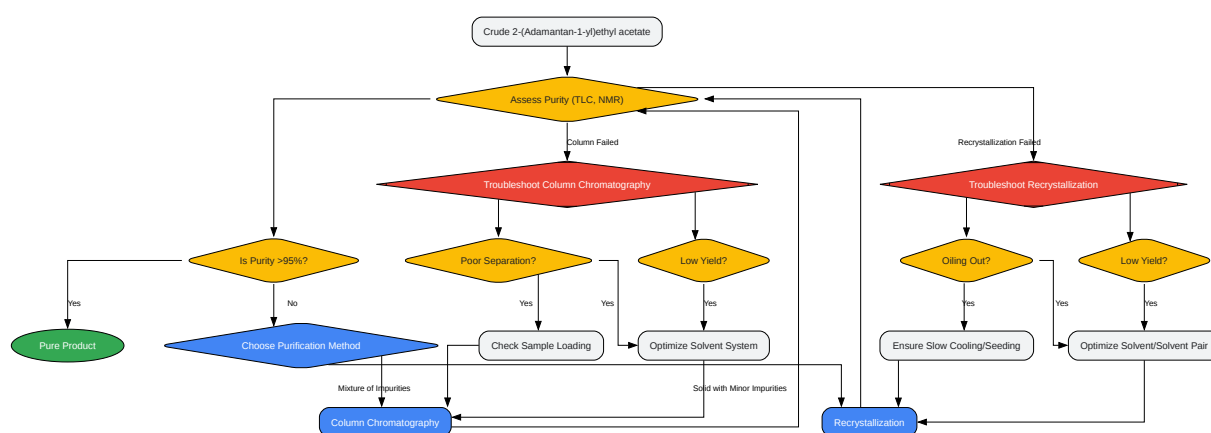 Crude 2-(Adamantan-1-yl)ethyl acetate
Assess Purity (TLC, NMR)
Column Failed
Recrystallization Failed
Troubleshoot Column Chromatography
Troubleshoot Recrystallization
Is Purity >95%?
Poor Separation?
Low Yield?
Oiling Out?
Low Yield?
Yes
No
Yes
Yes
Yes
Yes
Yes
Yes
Pure Product
Choose Purification Method
Check Sample Loading
Optimize Solvent System
Ensure Slow Cooling/Seeding
Optimize Solvent/Solvent Pair
Mixture of Impurities
Solid with Minor Impurities
Column Chromatography
Recrystallization